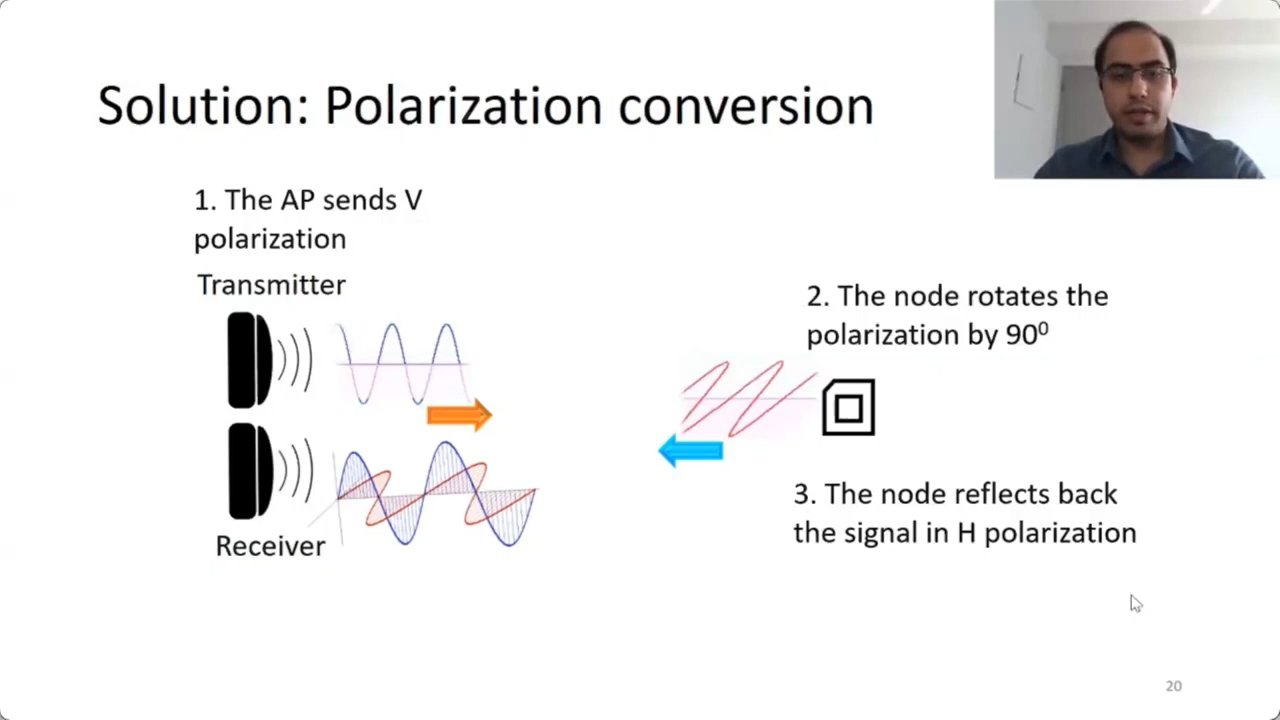 Solution: Polarization conversion
1. The AP sends V
polarization
Transmitter
2. The node rotates the
polarization by 90⁰
3. The node reflects back
the signal in H polarization
Receiver
20